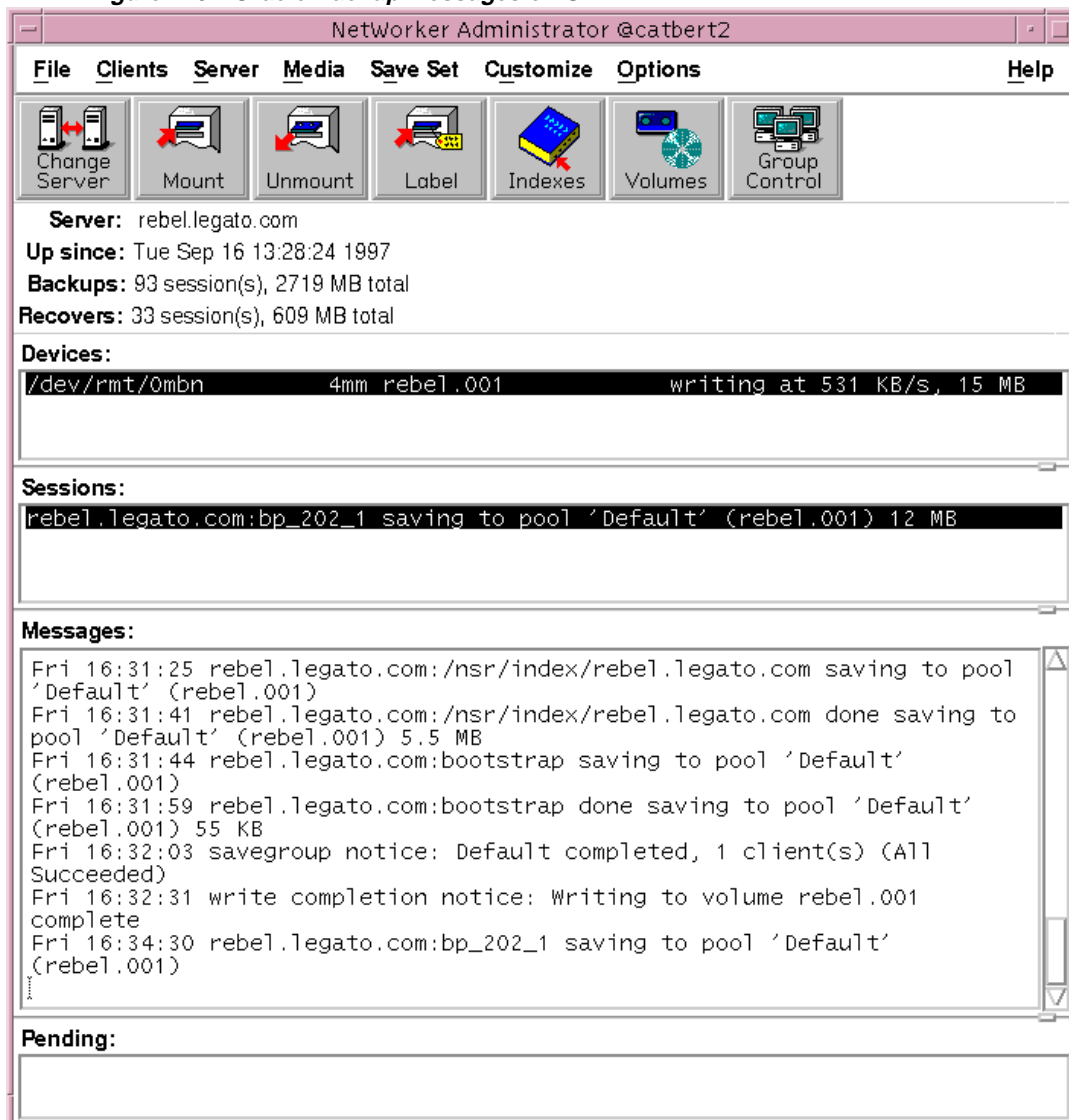 NetWorker Administrator @catbert2
File Clients Server Media Save Set Customize Options Help
Change
Server
Mount
Unmount
Label
Indexes
Volumes
Group
Control
Server: rebel.legato.com
Up since: Tue Sep 16 13:28:24 1997
Backups: 93 session(s), 2719 MB total
Recovers: 33 session(s), 609 MB total
Devices:
/dev/rmt/0mbn 4mm rebel.001 writing at 531 KB/s, 15 MB
Sessions:
rebel.legato.com:bp_202_1 saving to pool 'Default' (rebel.001) 12 MB
Messages:
Fri 16:31:25 rebel.legato.com:/nsr/index/rebel.legato.com saving to pool
'Default' (rebel.001)
Fri 16:31:41 rebel.legato.com:/nsr/index/rebel.legato.com done saving to
pool 'Default' (rebel.001) 5.5 MB
Fri 16:31:44 rebel.legato.com:bootstrap saving to pool 'Default'
(rebel.001)
Fri 16:31:59 rebel.legato.com:bootstrap done saving to pool 'Default'
(rebel.001) 55 KB
Fri 16:32:03 savegroup notice: Default completed, 1 client(s) (All
Succeeded)
Fri 16:32:31 write completion notice: Writing to volume rebel.001
complete
Fri 16:34:30 rebel.legato.com:bp_202_1 saving to pool 'Default'
(rebel.001)
Pending: